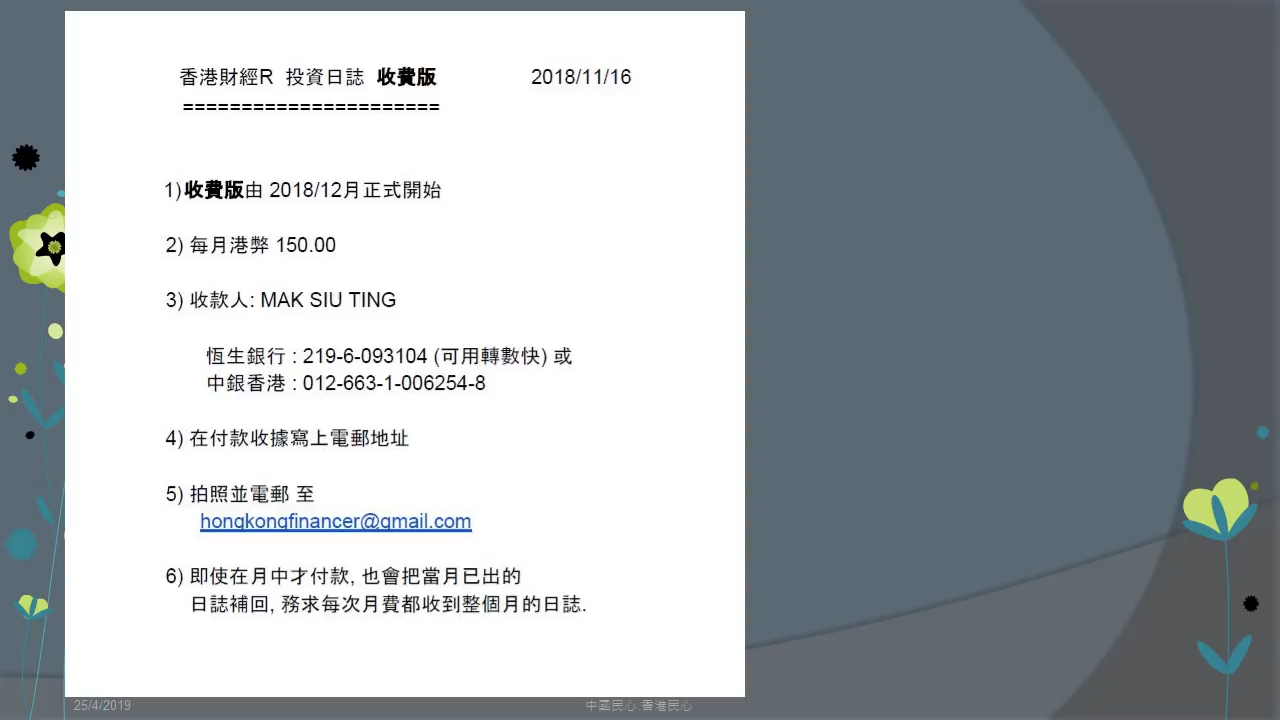 香港財經R 投資日誌 收費版 2018/11/16
======================
1)收費版由 2018/12月正式開始
2) 每月港弊 150.00
3) 收款人: MAK SIU TING
恆生銀行 : 219-6-093104 (可用轉數快) 或
中銀香港 : 012-663-1-006254-8
4) 在付款收據寫上電郵地址
5) 拍照並電郵 至
hongkongfinancer@gmail.com
6) 即使在月中才付款, 也會把當月已出的
日誌補回, 務求每次月費都收到整個月的日誌.
25/4/2019 中國民心.香港民心